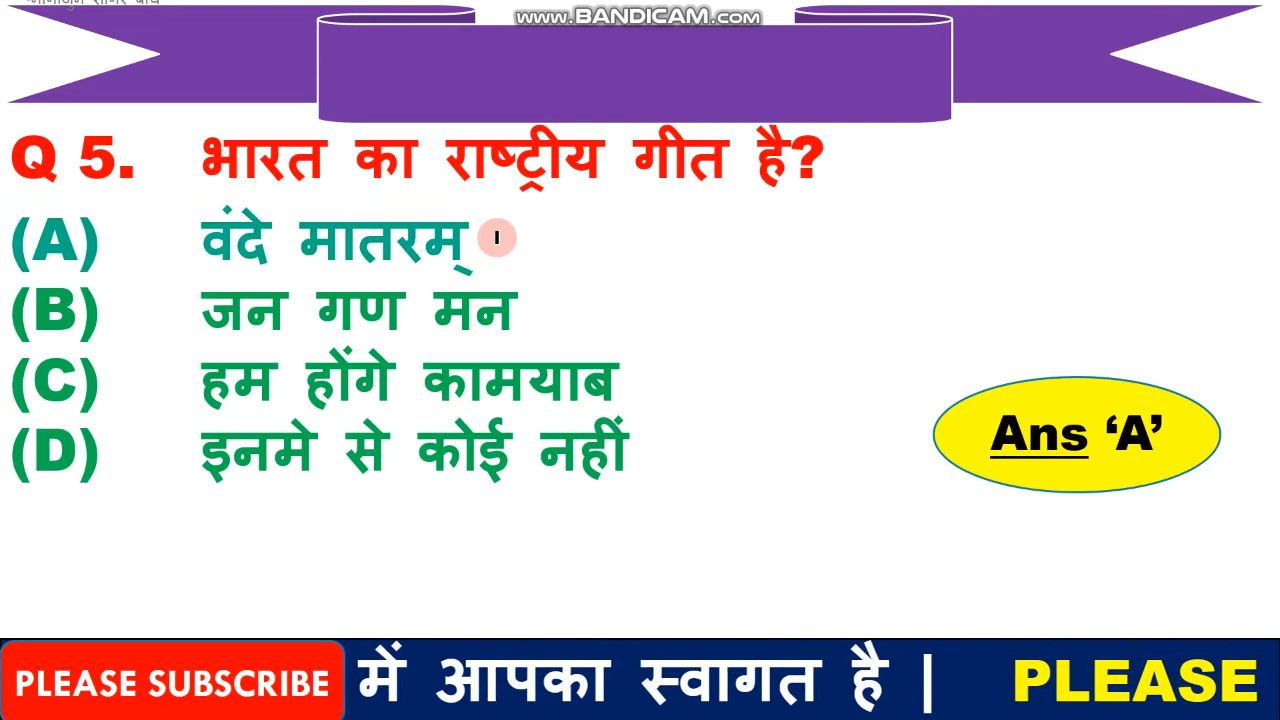 www.BANDICAM.com
Q 5. भारत का राष्ट्रीय गीत है?
(A) वंदे मातरम्
(B) जन गण मन
(C) हम होंगे कामयाब
(D) इनमे से कोई नहीं
Ans ‘A’
PLEASE SUBSCRIBE में आपका स्वागत है | PLEASE